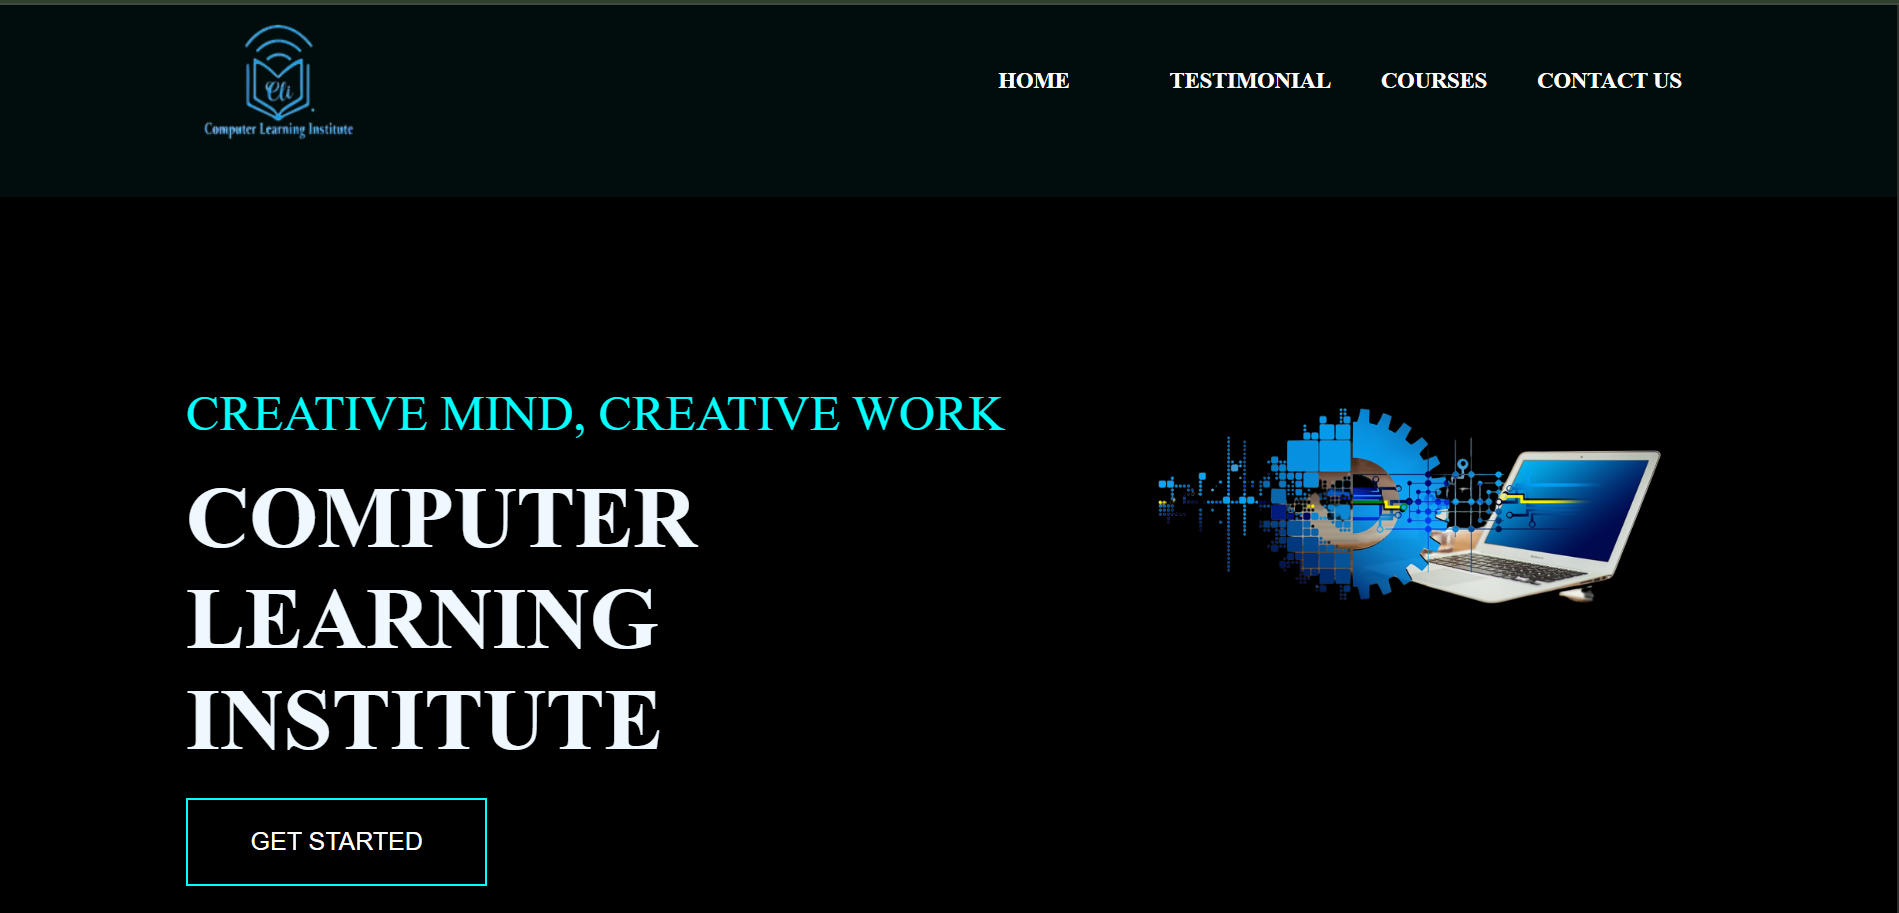 Cli
Computer Learning Institute
HOME TESTIMONIAL COURSES CONTACT US
CREATIVE MIND, CREATIVE WORK
COMPUTER
LEARNING
INSTITUTE
GET STARTED